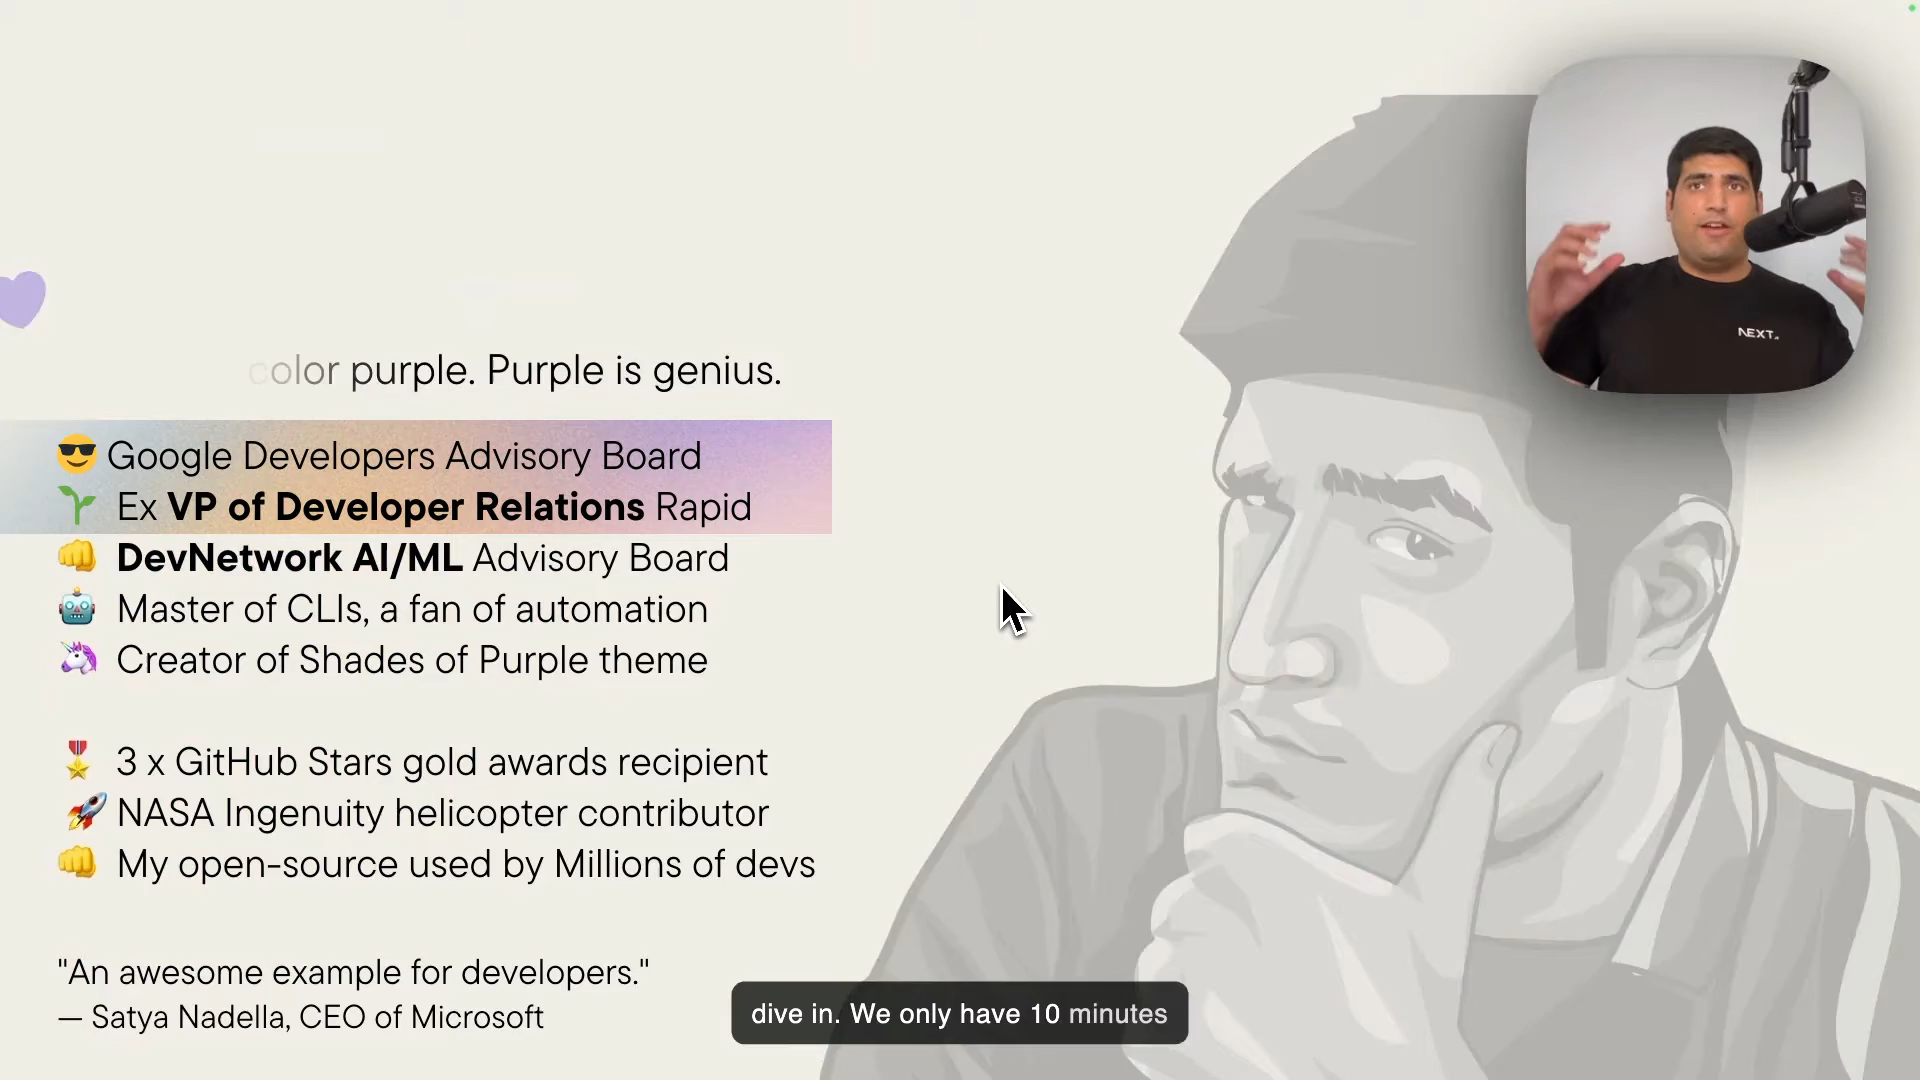 color purple. Purple is genius.
😎 Google Developers Advisory Board
🌱 Ex VP of Developer Relations Rapid
👊 DevNetwork AI/ML Advisory Board
🤖 Master of CLIs, a fan of automation
🦄 Creator of Shades of Purple theme
🎖️ 3 x GitHub Stars gold awards recipient
🚀 NASA Ingenuity helicopter contributor
👊 My open-source used by Millions of devs
"An awesome example for developers."
— Satya Nadella, CEO of Microsoft
dive in. We only have 10 minutes
NEXT